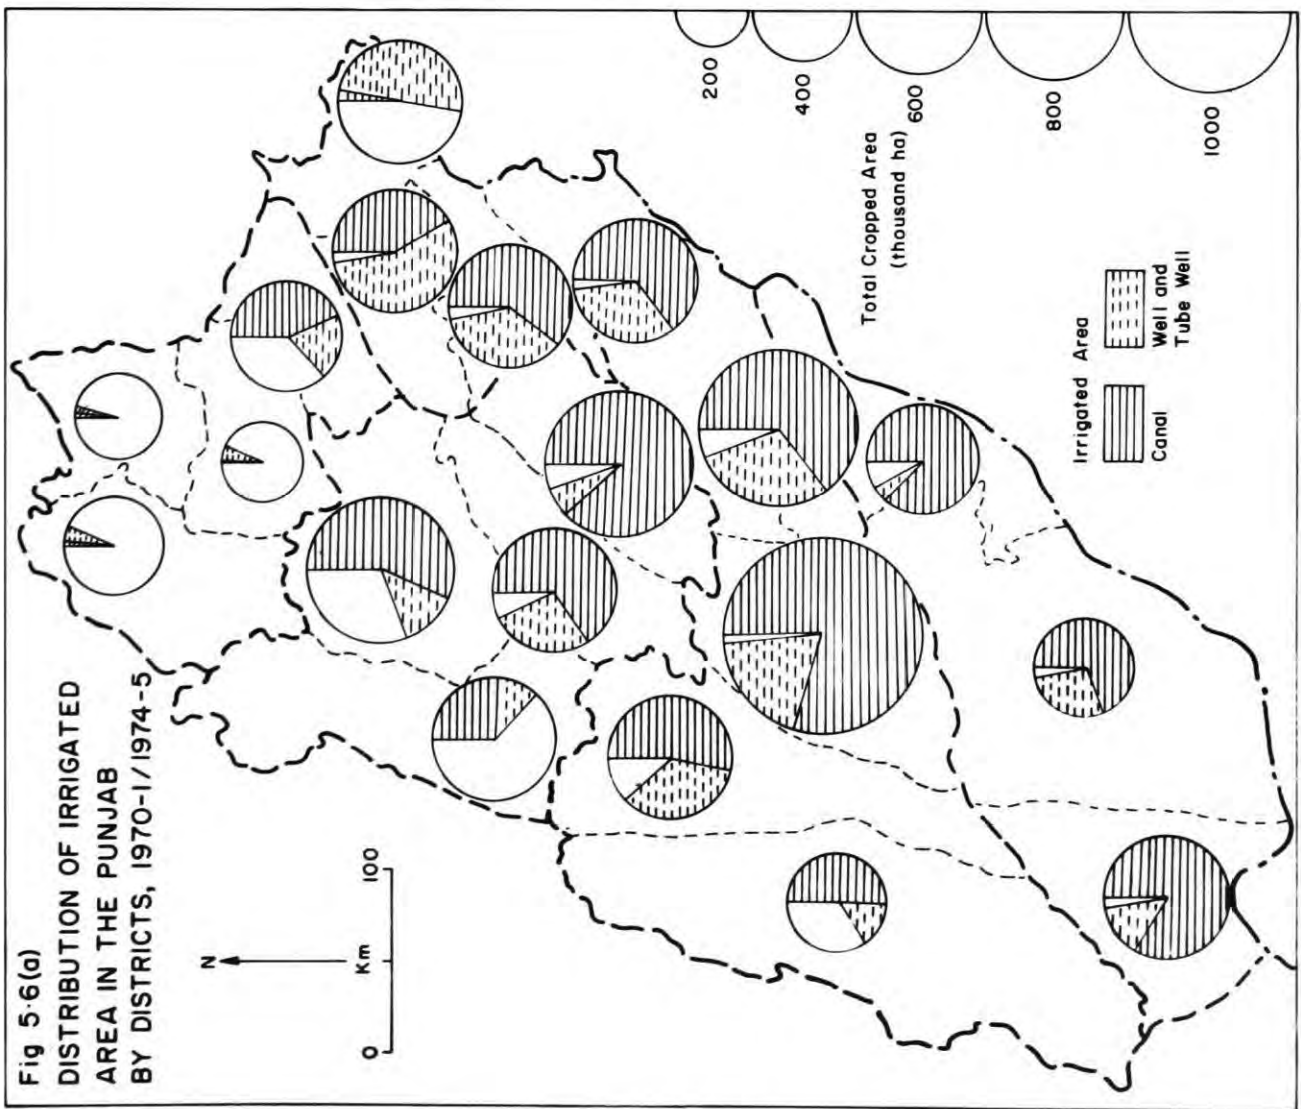 Fig 5·6(a)
DISTRIBUTION OF IRRIGATED
AREA IN THE PUNJAB
BY DISTRICTS, 1970-1/1974-5
N
0 Km 100
200
400
600
800
1000
Total Cropped Area
(thousand ha)
Irrigated Area
Canal
Well and
Tube Well